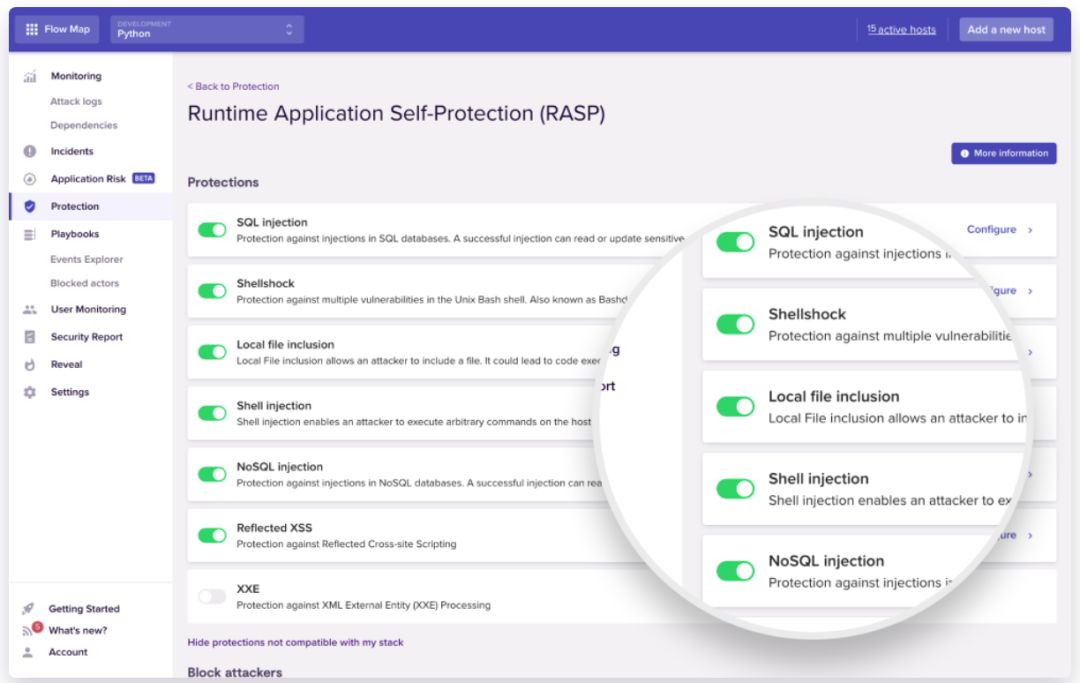 Flow Map
DEVELOPMENT
Python
15 active hosts
Add a new host
Monitoring
Attack logs
Dependencies
Incidents
Application Risk BETA
Protection
Playbooks
Events Explorer
Blocked actors
User Monitoring
Security Report
Reveal
Settings
Getting Started
5
What's new?
Account
< Back to Protection
Runtime Application Self-Protection (RASP)
More information
Protections
SQL injection
Protection against injections in SQL databases. A successful injection can read or update sensitive
Configure >
Shellshock
Protection against multiple vulnerabilities in the Unix Bash shell. Also known as
gure >
Local file inclusion
Local File inclusion allows an attacker to include a file. It could lead to code
>
Shell injection
Shell injection enables an attacker to execute arbitrary commands on the host
NoSQL injection
Protection against injections in NoSQL databases. A successful injection can
>
Reflected XSS
Protection against Reflected Cross-site Scripting
ure >
XXE
Protection against XML External Entity (XXE) Processing
Hide protections not compatible with my stack
Block attackers
g
ort
SQL injection
Protection against injections
Shellshock
Protection against multiple vulnerabilitie
Local file inclusion
Local File inclusion allows an attacker to in
Shell injection
Shell injection enables an attacker to ex
NoSQL injection
Protection against injections